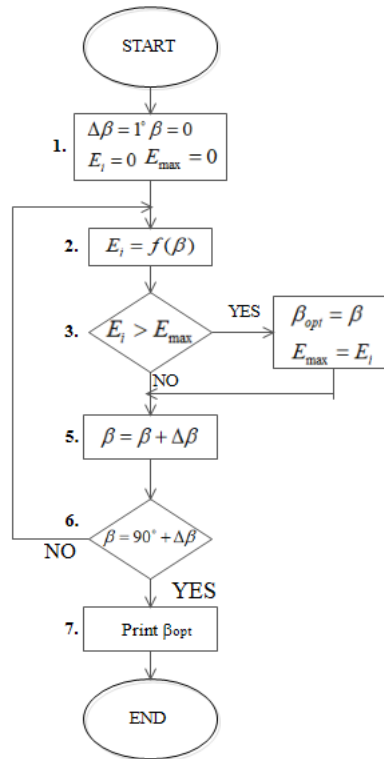 START
1.
Δβ = 1° β = 0
E_i = 0 E_max = 0
2.
E_i = f(β)
3.
E_i > E_max
YES
β_opt = β
E_max = E_i
NO
5.
β = β + Δβ
6.
β = 90° + Δβ
NO
YES
7.
Print βopt
END